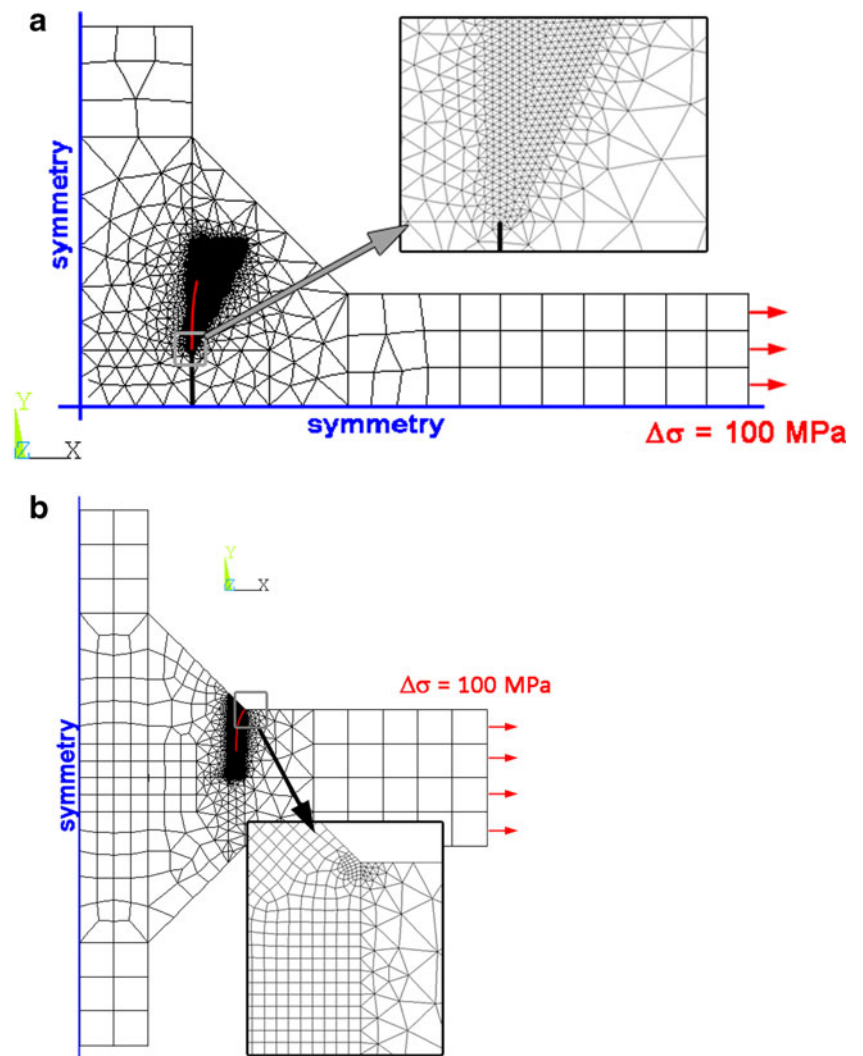 a
symmetry
symmetry
Δσ = 100 MPa
Y
Z X
b
Y
Z X
Δσ = 100 MPa
symmetry